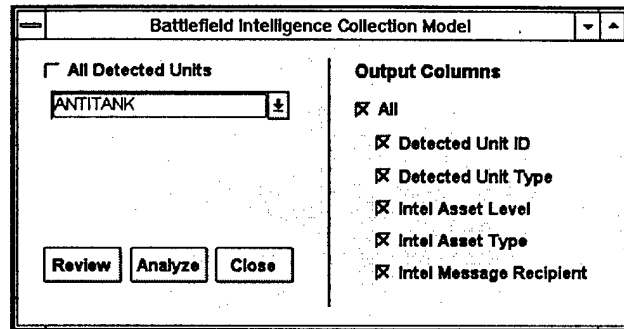 Battlefield Intelligence Collection Model
All Detected Units
ANTITANK
Review Analyze Close
Output Columns
All
Detected Unit ID
Detected Unit Type
Intel Asset Level
Intel Asset Type
Intel Message Recipient